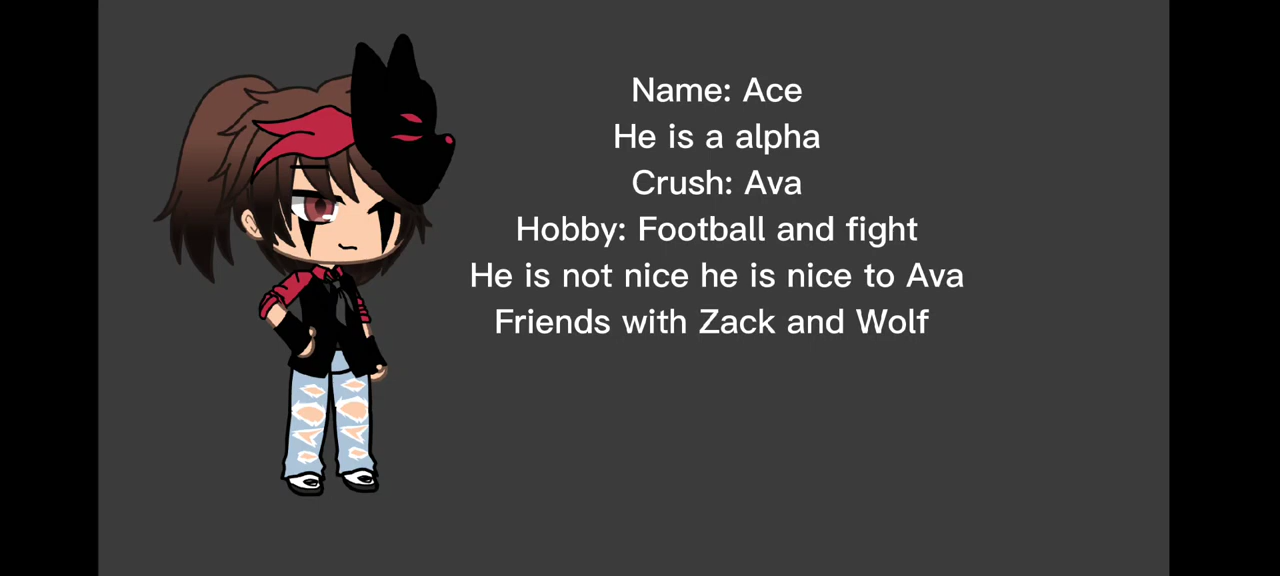 Name: Ace
He is a alpha
Crush: Ava
Hobby: Football and fight
He is not nice he is nice to Ava
Friends with Zack and Wolf